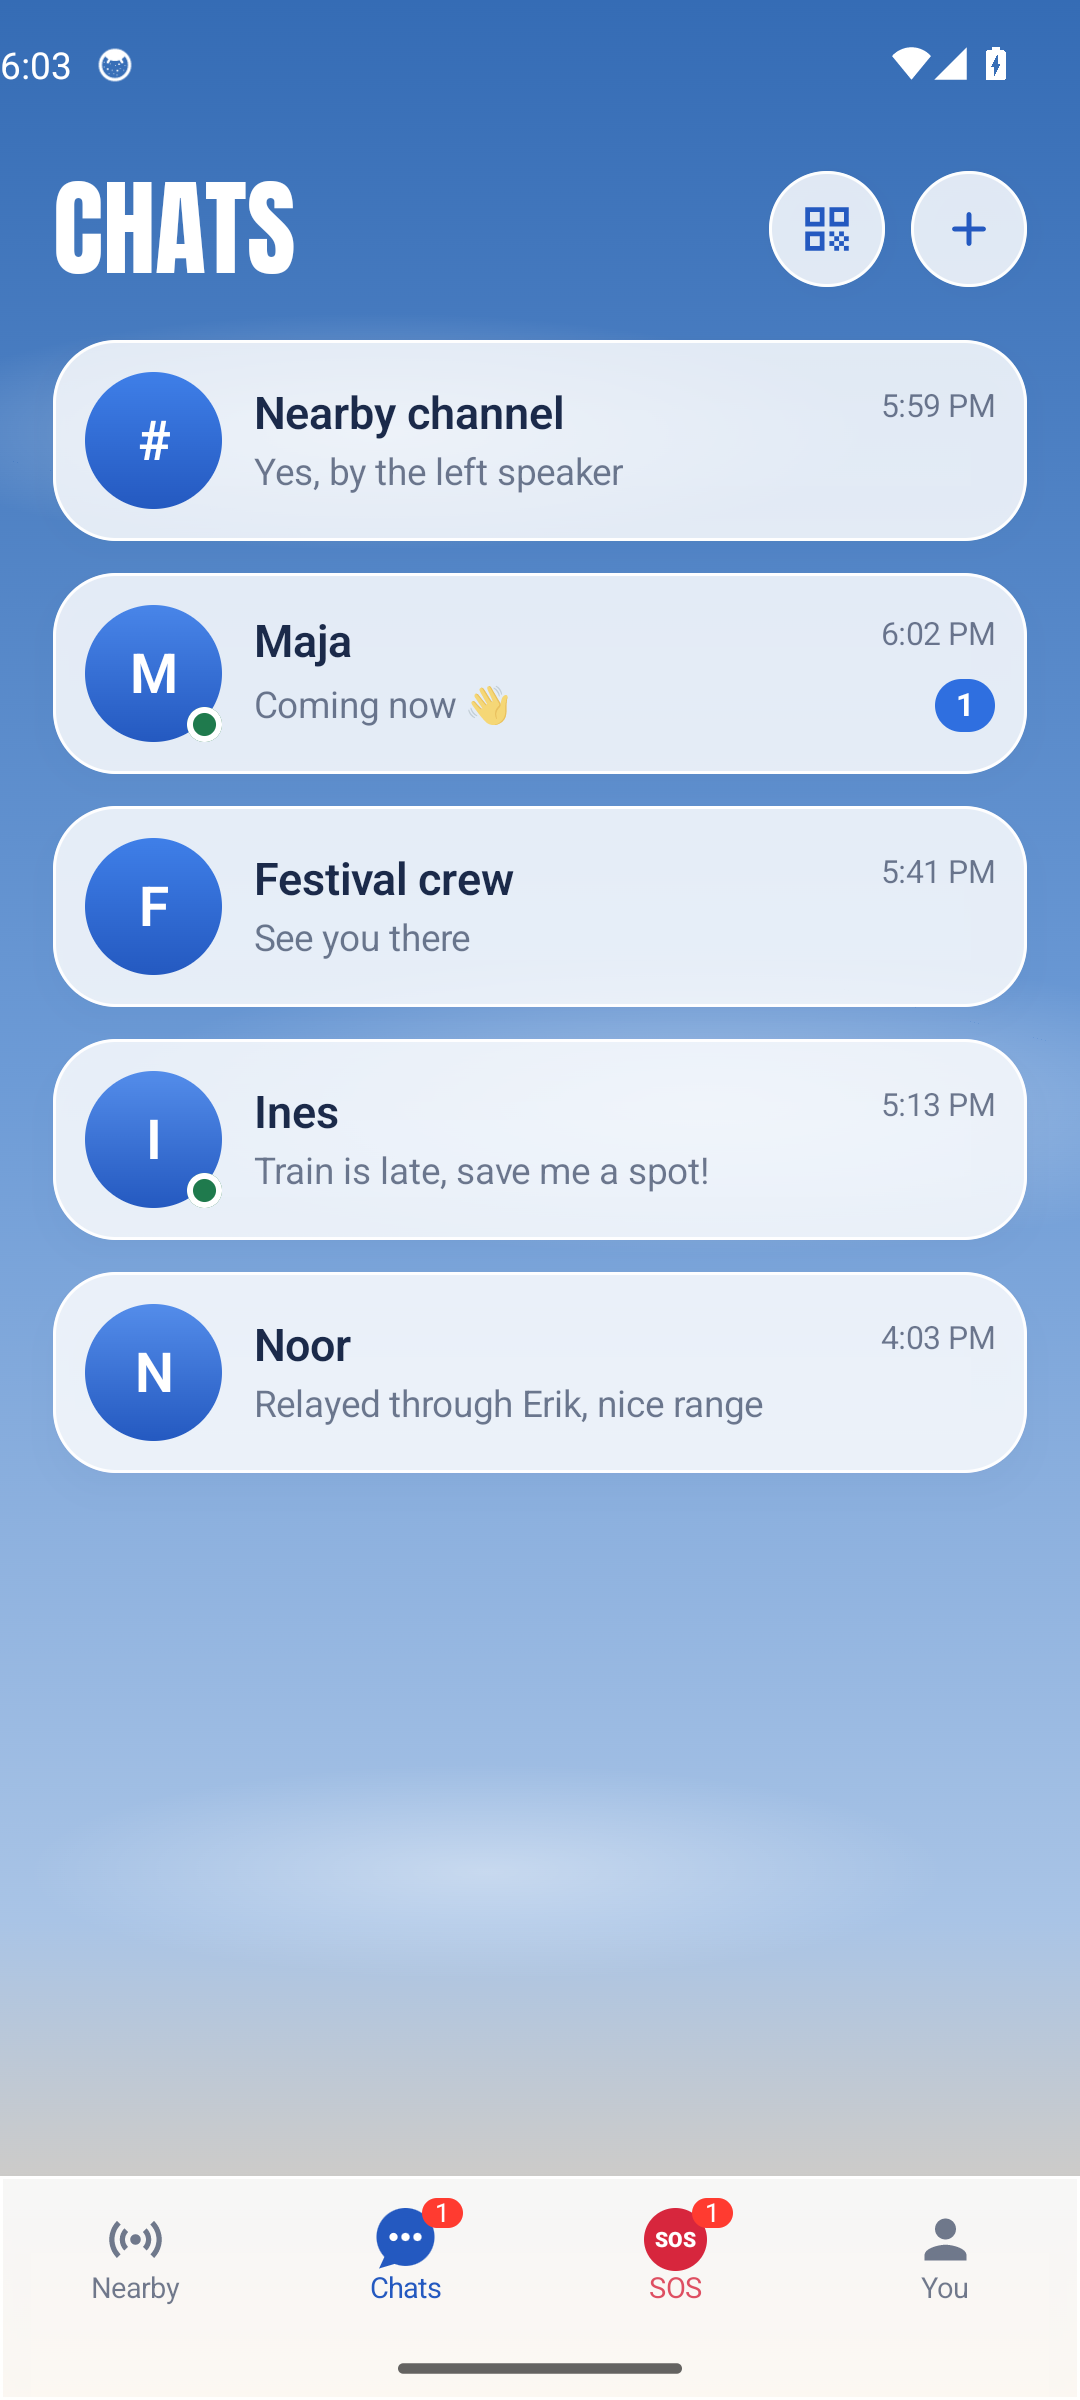 6:03
CHATS
#
Nearby channel
5:59 PM
Yes, by the left speaker
M
Maja
6:02 PM
Coming now 👋
1
F
Festival crew
5:41 PM
See you there
I
Ines
5:13 PM
Train is late, save me a spot!
N
Noor
4:03 PM
Relayed through Erik, nice range
Nearby
1
Chats
SOS
1
SOS
You